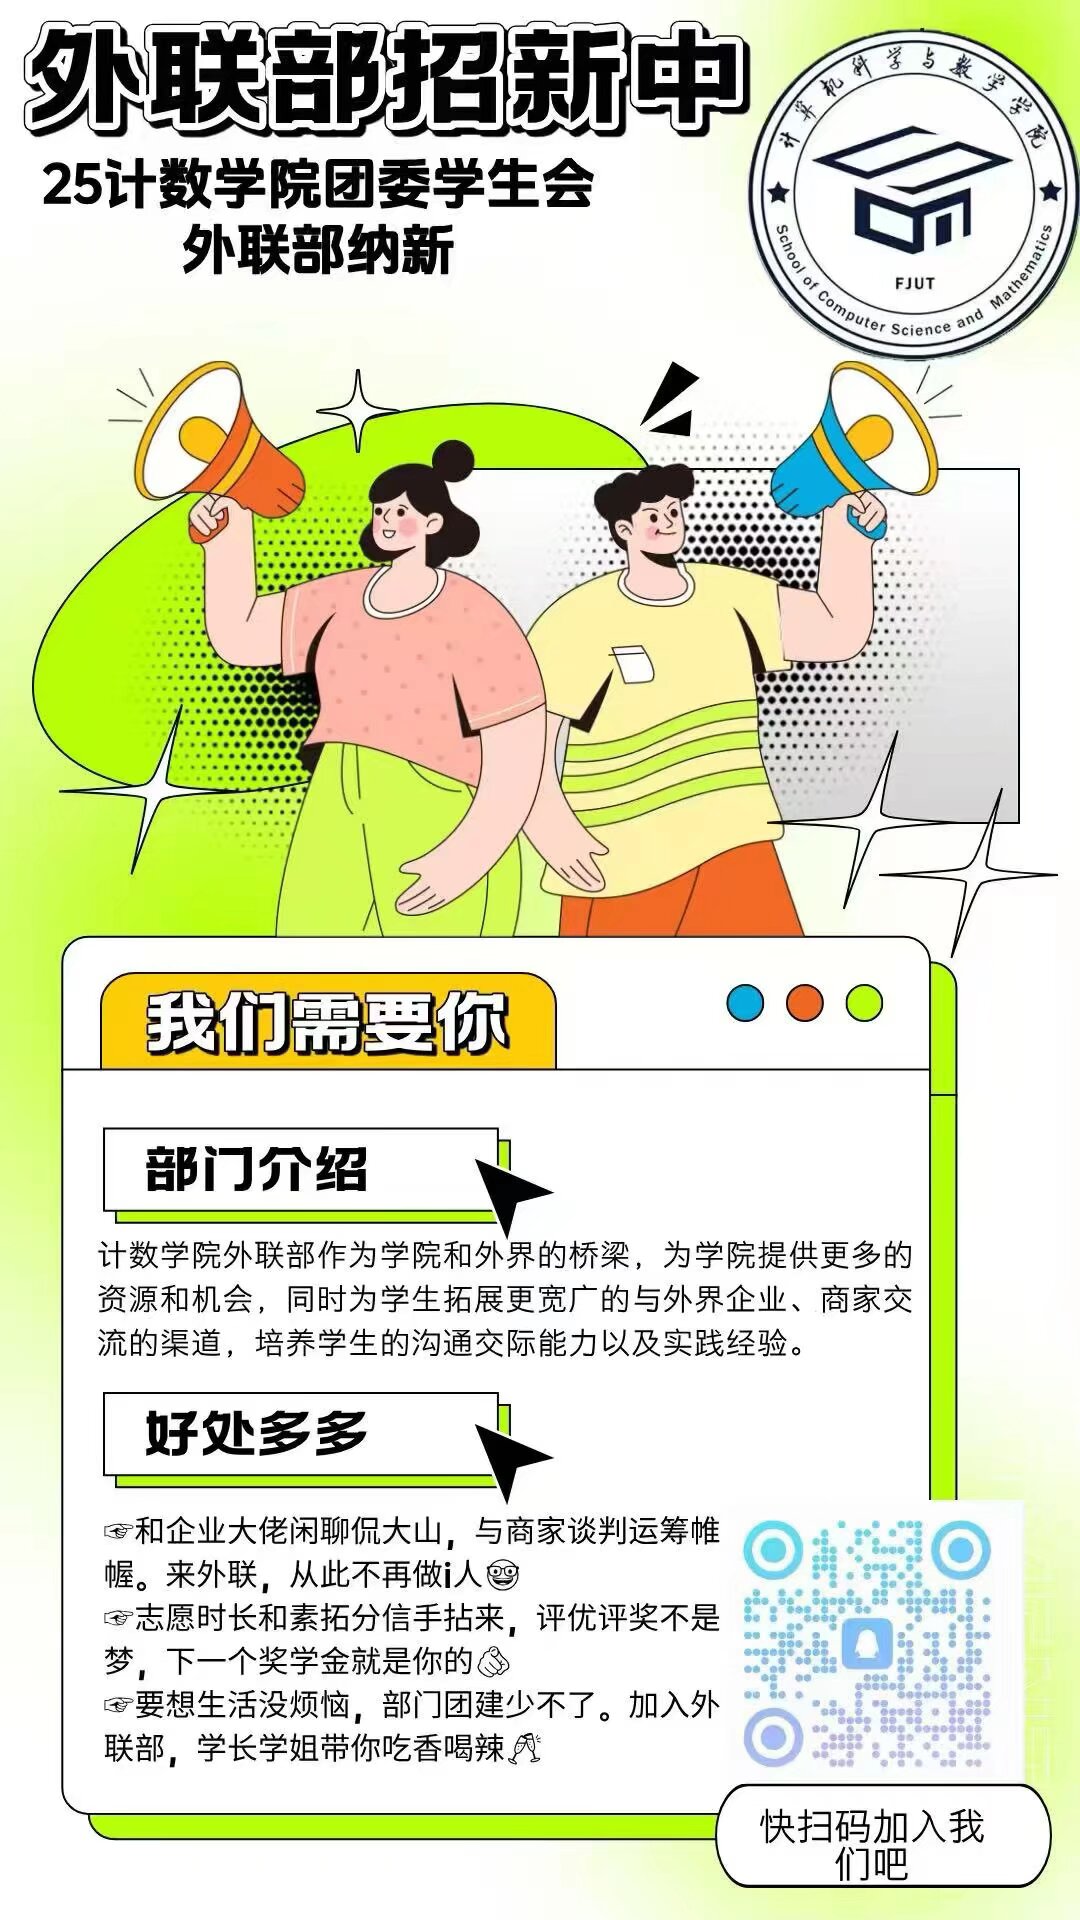 外联部招新中
计算机科学与数学学院
FJUT
School of Computer Science and Mathematics
25计数学院团委学生会
外联部纳新
我们需要你
部门介绍
计数学院外联部作为学院和外界的桥梁，为学院提供更多的
资源和机会，同时为学生拓展更宽广的与外界企业、商家交
流的渠道，培养学生的沟通交际能力以及实践经验。
好处多多
☞和企业大佬闲聊侃大山，与商家谈判运筹帷
幄。来外联，从此不再做i人🤓
☞志愿时长和素拓分信手拈来，评优评奖不是
梦，下一个奖学金就是你的🫵
☞要想生活没烦恼，部门团建少不了。加入外
联部，学长学姐带你吃香喝辣🥂
快扫码加入我
们吧